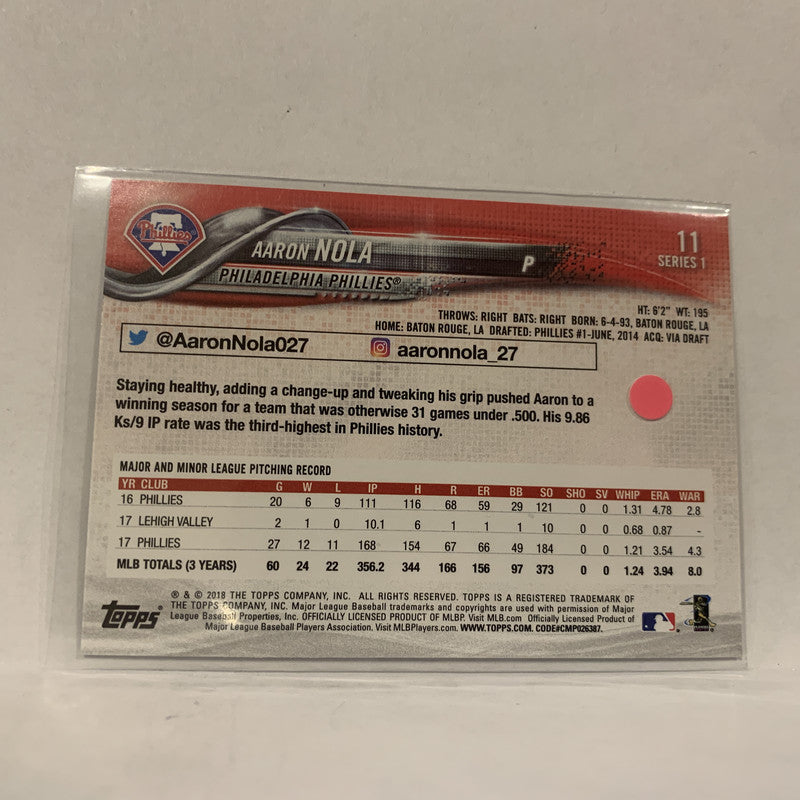 Phillies
AARON NOLA
PHILADELPHIA PHILLIES®
P
11
SERIES 1
HT: 6'2" WT: 195
THROWS: RIGHT BATS: RIGHT BORN: 6-4-93, BATON ROUGE, LA
HOME: BATON ROUGE, LA DRAFTED: PHILLIES #1-JUNE, 2014 ACQ: VIA DRAFT
@AaronNola027 aaronnola_27
Staying healthy, adding a change-up and tweaking his grip pushed Aaron to a
winning season for a team that was otherwise 31 games under .500. His 9.86
Ks/9 IP rate was the third-highest in Phillies history.
MAJOR AND MINOR LEAGUE PITCHING RECORD
YR CLUB G W L IP H R ER BB SO SHO SV WHIP ERA WAR
16 PHILLIES 20 6 9 111 116 68 59 29 121 0 0 1.31 4.78 2.8
17 LEHIGH VALLEY 2 1 0 10.1 6 1 1 1 10 0 0 0.68 0.87 -
17 PHILLIES 27 12 11 168 154 67 66 49 184 0 0 1.21 3.54 4.3
MLB TOTALS (3 YEARS) 60 24 22 356.2 344 166 156 97 373 0 0 1.24 3.94 8.0
® & © 2018 THE TOPPS COMPANY, INC. ALL RIGHTS RESERVED. TOPPS IS A REGISTERED TRADEMARK OF
THE TOPPS COMPANY, INC. Major League Baseball trademarks and copyrights are used with permission of Major
League Baseball Properties, Inc. OFFICIALLY LICENSED PRODUCT OF MLBP. Visit MLB.com Officially Licensed Product of
Major League Baseball Players Association. Visit MLBPlayers.com. WWW.TOPPS.COM. CODE#CMP026387.
topps®